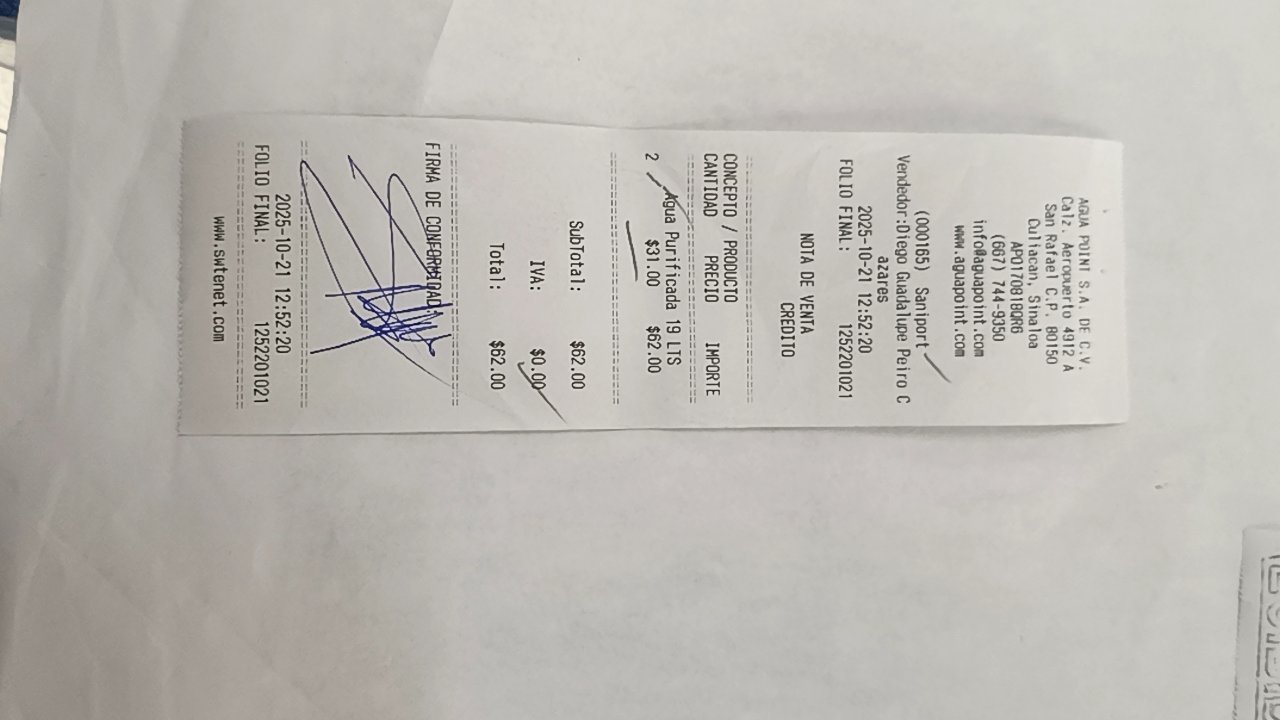 AGUA POINT S.A. DE C.V.
Calz. Aeropuerto 4912 A
San Rafael C.P. 80150
Culiacan, Sinaloa
APO170818QR6
(667) 744-9350
info@aguapoint.com
www.aguapoint.com
(000165) Saniport
Vendedor:Diego Guadalupe Peiro C
azares
2025-10-21 12:52:20
FOLIO FINAL: 1252201021
NOTA DE VENTA
CREDITO
CONCEPTO / PRODUCTO
CANTIDAD PRECIO IMPORTE
2 Agua Purificada 19 LTS
$31.00 $62.00
SubTotal: $62.00
IVA: $0.00
Total: $62.00
FIRMA DE CONFORMIDAD
2025-10-21 12:52:20
FOLIO FINAL: 1252201021
www.swtenet.com